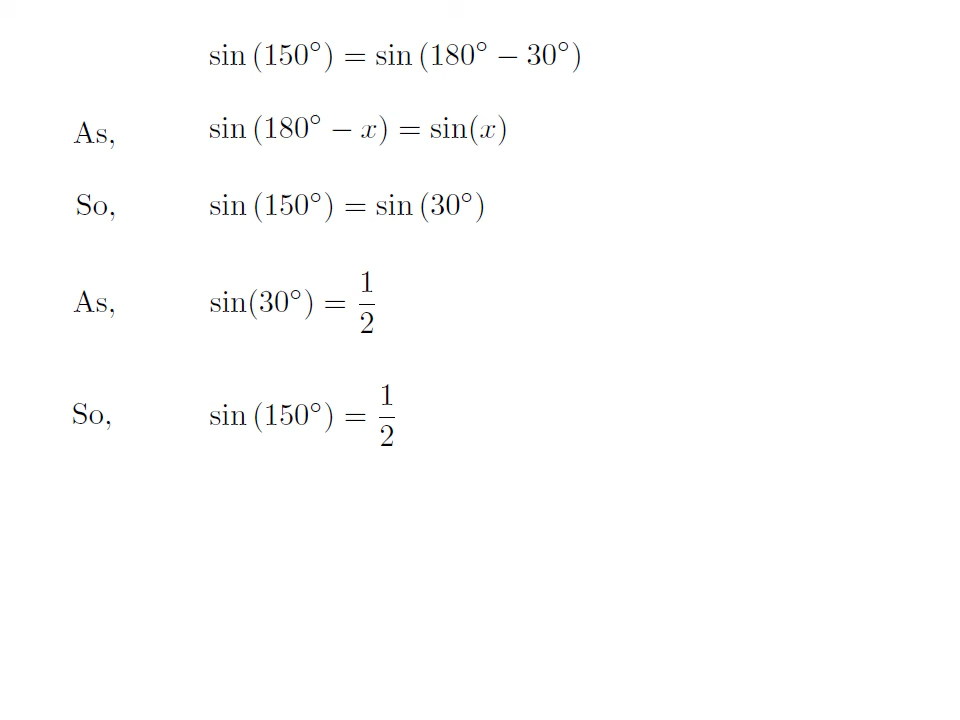 sin (150°) = sin (180° − 30°)
As, sin (180° − x) = sin(x)
So, sin (150°) = sin (30°)
As, sin(30°) = 1/2
So, sin (150°) = 1/2